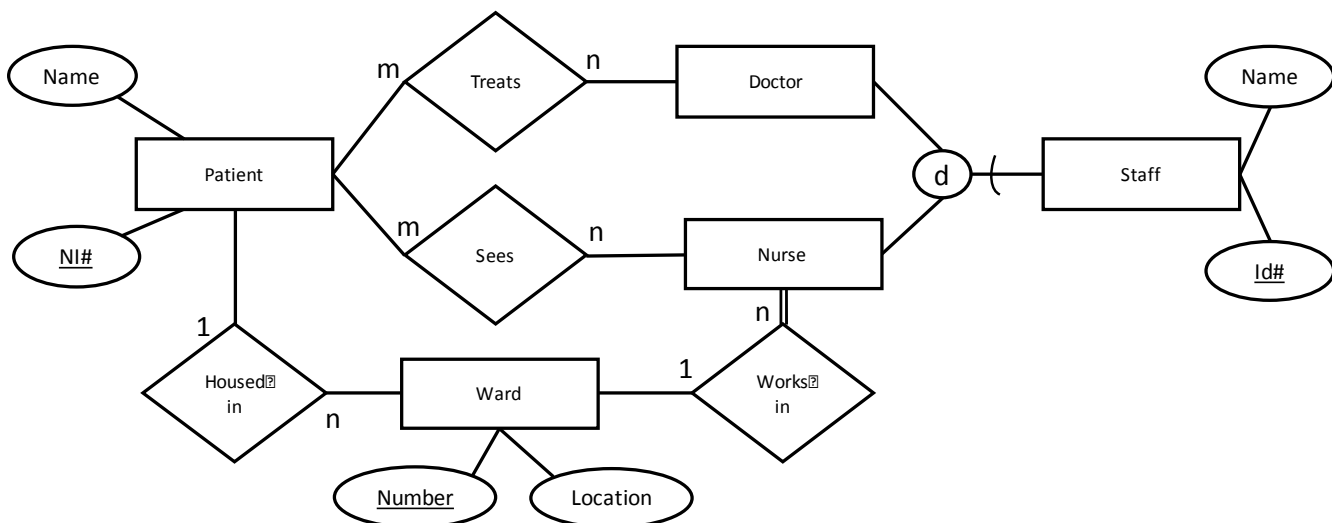 Name
m
Treats
n
Doctor
Name
Patient
d
Staff
NI#
m
Sees
n
Nurse
Id#
1
n
Housed
in
n
Ward
1
Works
in
Number
Location